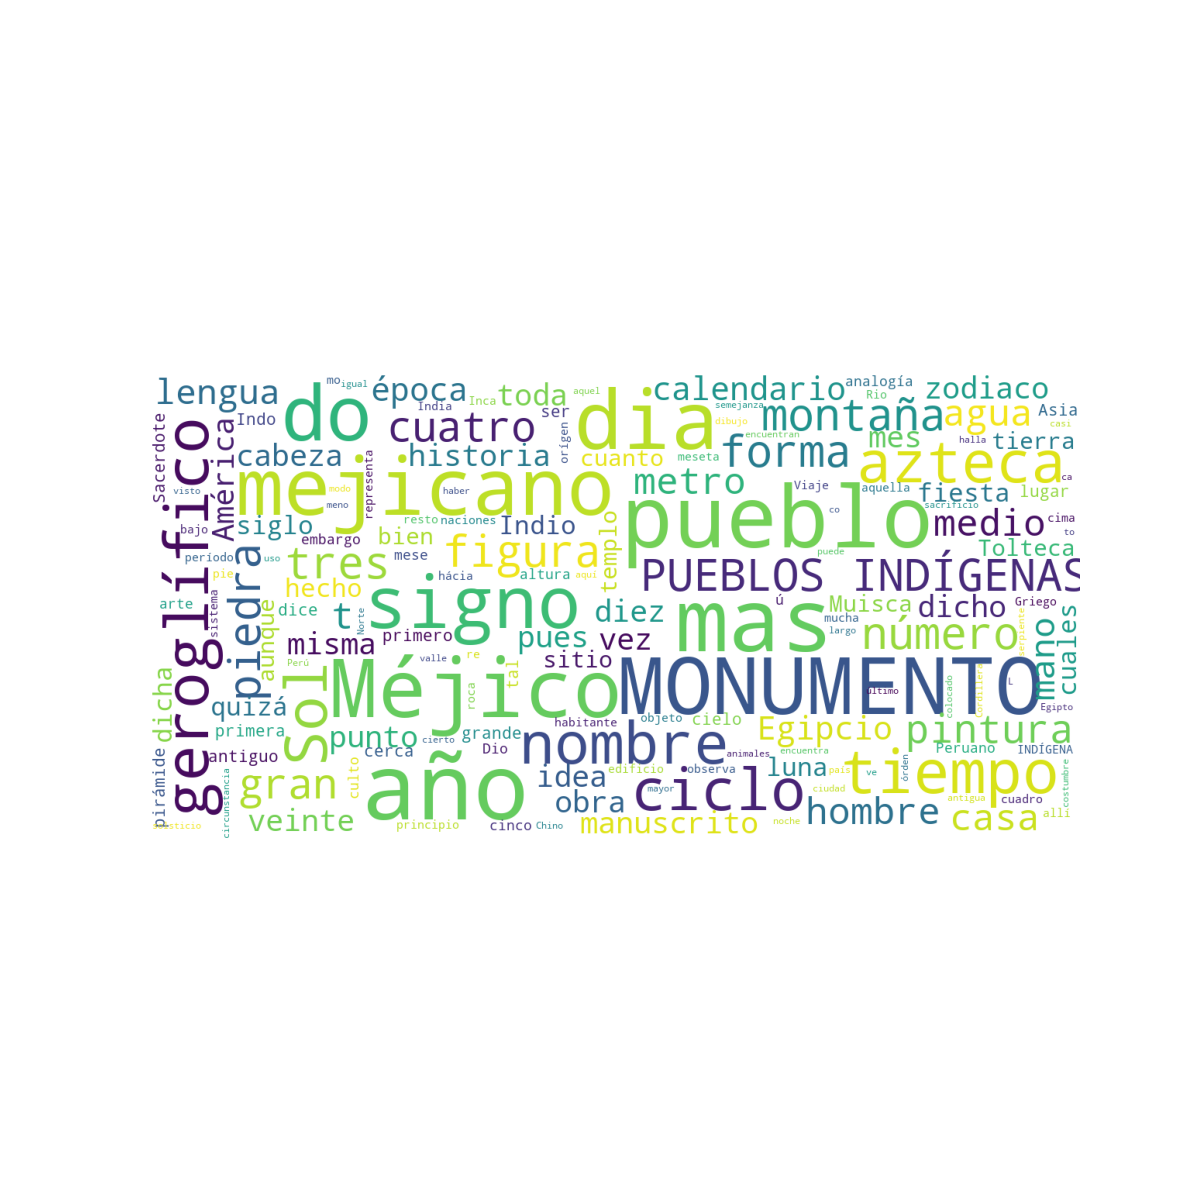 lengua
do
época
mo
igual
Inca
toda
aquel
dia
calendario
analogía
Rio
zodiaco
Sacerdote
América
Indo
India
cuatro
ser
orígen
semejanza
dibujo
montaña
agua
Asia
casi
cabeza
historia
cuanto
meseta
encuentran
forma
mes
halla
tierra
geroglífico
visto
mejicano
modo
meno
representa
haber
metro
azteca
ca
Viaje
aquella
fiesta
lugar
siglo
bajo
embargo
resto
naciones
bien
Indio
templo
pueblo
co
sacrificio
medio
cima
to
periodo
piedra
uso
tres
mese
figura
puede
Tolteca
pie
hecho
hácia
altura
aquí
PUEBLOS INDÍGENAS
arte
sistema
aunque
dice
t
Norte
signo
diez
mas
ú
Muisca
mucha
largo
dicho
Griego
serpiente
mano
cuales
misma
primero
pues
vez
número
dicha
Perú
sol
valle
re
tal
sitio
quizá
Méjico
roca
MONUMENTO
último
colocado
cordillera
L
Egipto
primera
punto
cierto
grande
habitante
objeto
cielo
Egipcio
pintura
pirámide
antiguo
cerca
Dio
nombre
animales
encuentra
Peruano
INDÍGENA
circunstancia
gran
culto
año
idea
edificio
observa
luna
país
ve
órden
tiempo
costumbre
obra
ciclo
mayor
ciudad
antigua
cuadro
veinte
principio
cinco
Chino
manuscrito
noche
hombre
casa
alli